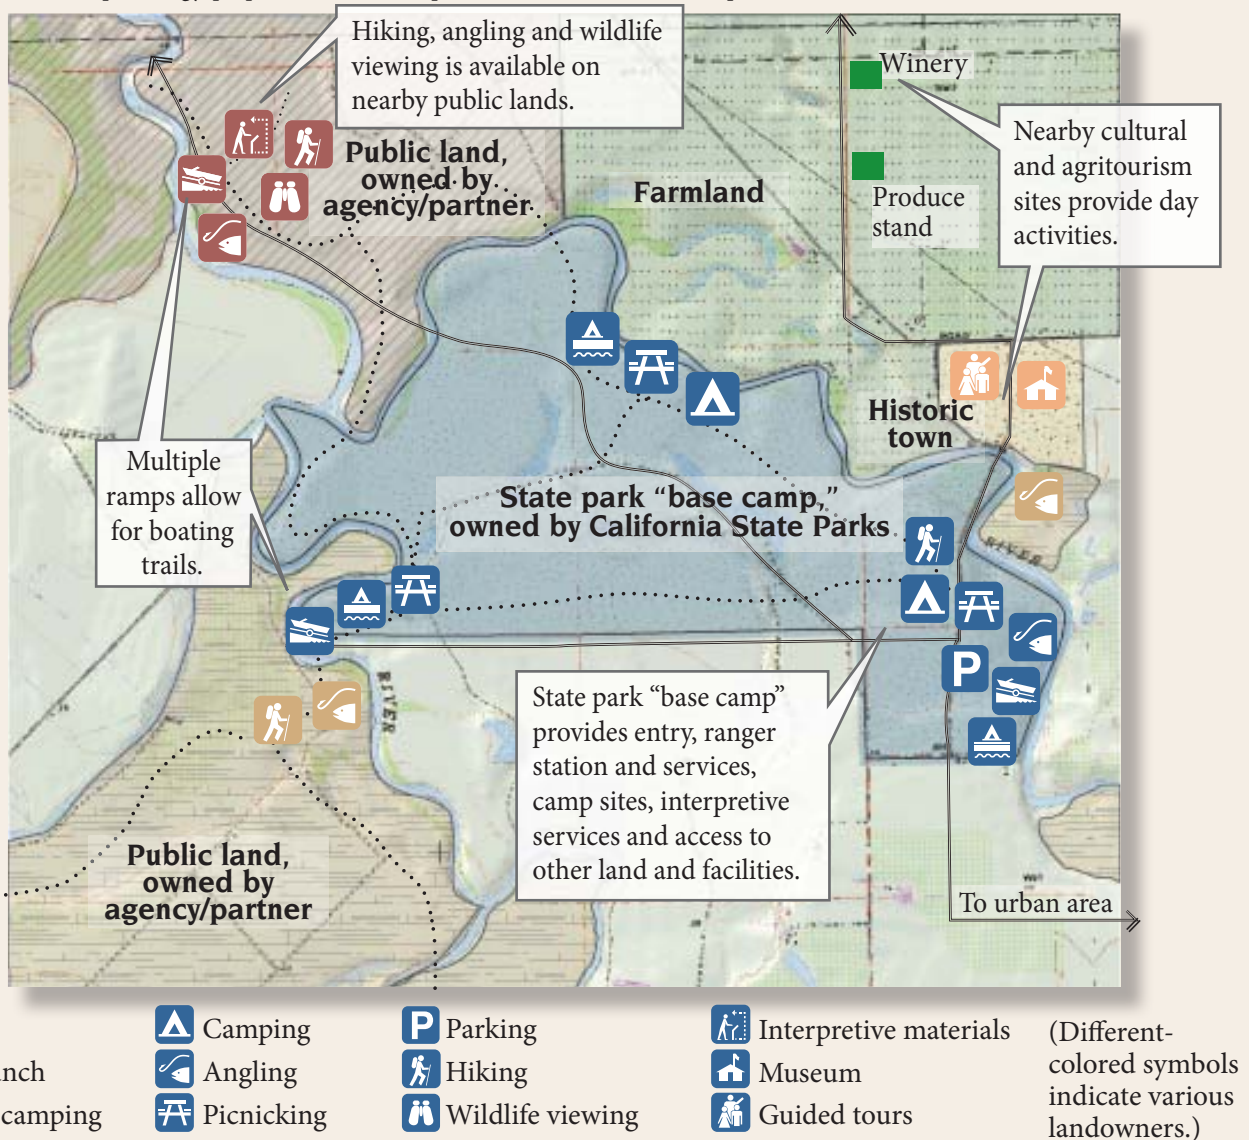 Hiking, angling and wildlife
viewing is available on
nearby public lands.
Winery
Nearby cultural
and agritourism
sites provide day
activities.
Public land,
owned by
agency/partner
Farmland
Produce
stand
Historic
town
Multiple
ramps allow
for boating
trails.
State park “base camp,”
owned by California State Parks
RIVER
RIVER
State park “base camp”
provides entry, ranger
station and services,
camp sites, interpretive
services and access to
other land and facilities.
Public land,
owned by
agency/partner
To urban area
Camping
P Parking
Interpretive materials
(Different-
colored symbols
indicate various
landowners.)
Angling
Hiking
Museum
camping
Picnicking
Wildlife viewing
Guided tours
P